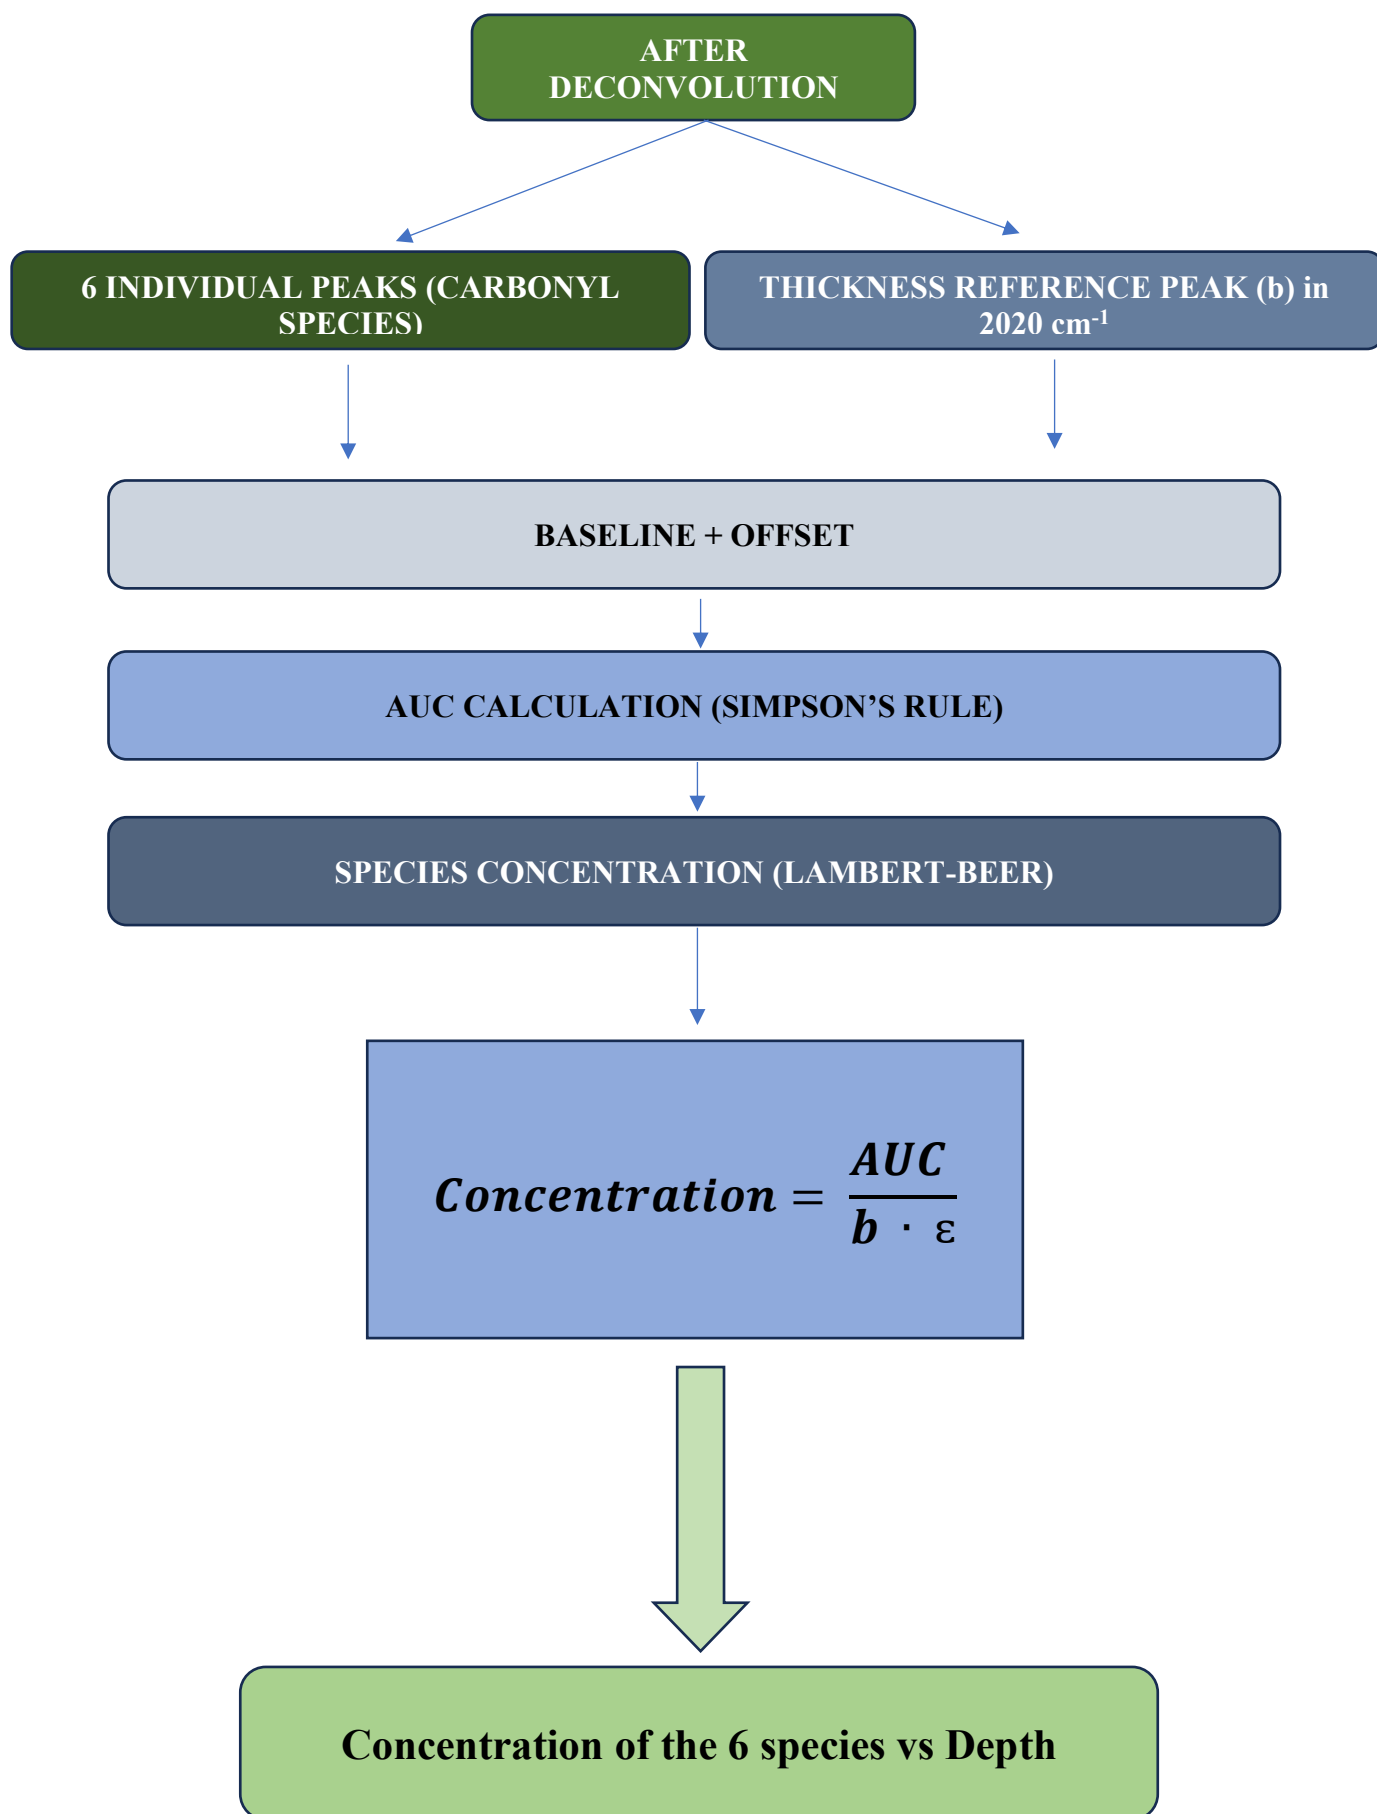 AFTER
DECONVOLUTION
6 INDIVIDUAL PEAKS (CARBONYL
SPECIES)
THICKNESS REFERENCE PEAK (b) in
2020 cm⁻¹
BASELINE + OFFSET
AUC CALCULATION (SIMPSON’S RULE)
SPECIES CONCENTRATION (LAMBERT-BEER)
Concentration = AUC / b · ε
Concentration of the 6 species vs Depth